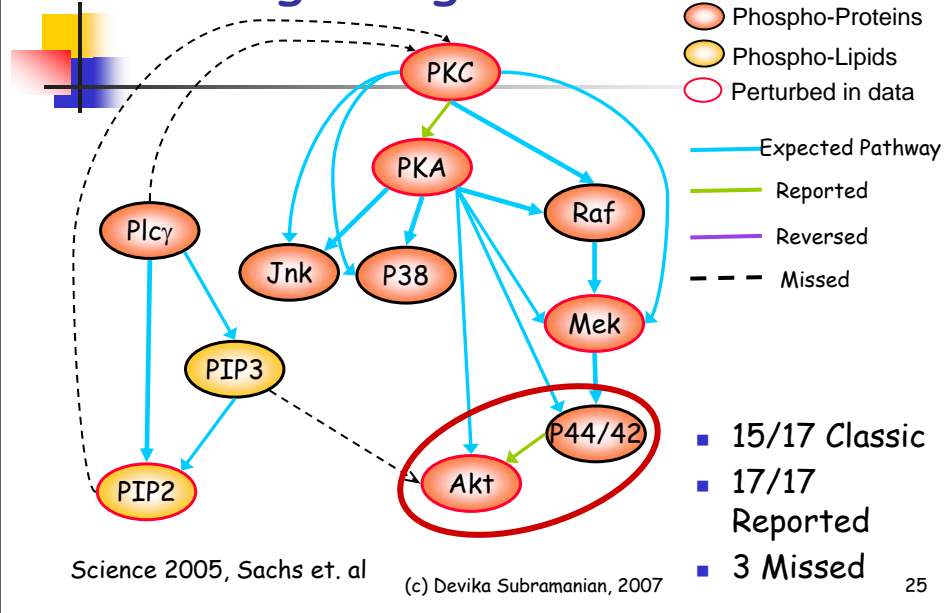 Phospho-Proteins
Phospho-Lipids
Perturbed in data
PKC
Expected Pathway
PKA
Reported
Raf
Plcγ
Reversed
Jnk
P38
Missed
Mek
PIP3
P44/42
15/17 Classic
Akt
17/17
Reported
PIP2
3 Missed
Science 2005, Sachs et. al
(c) Devika Subramanian, 2007
25